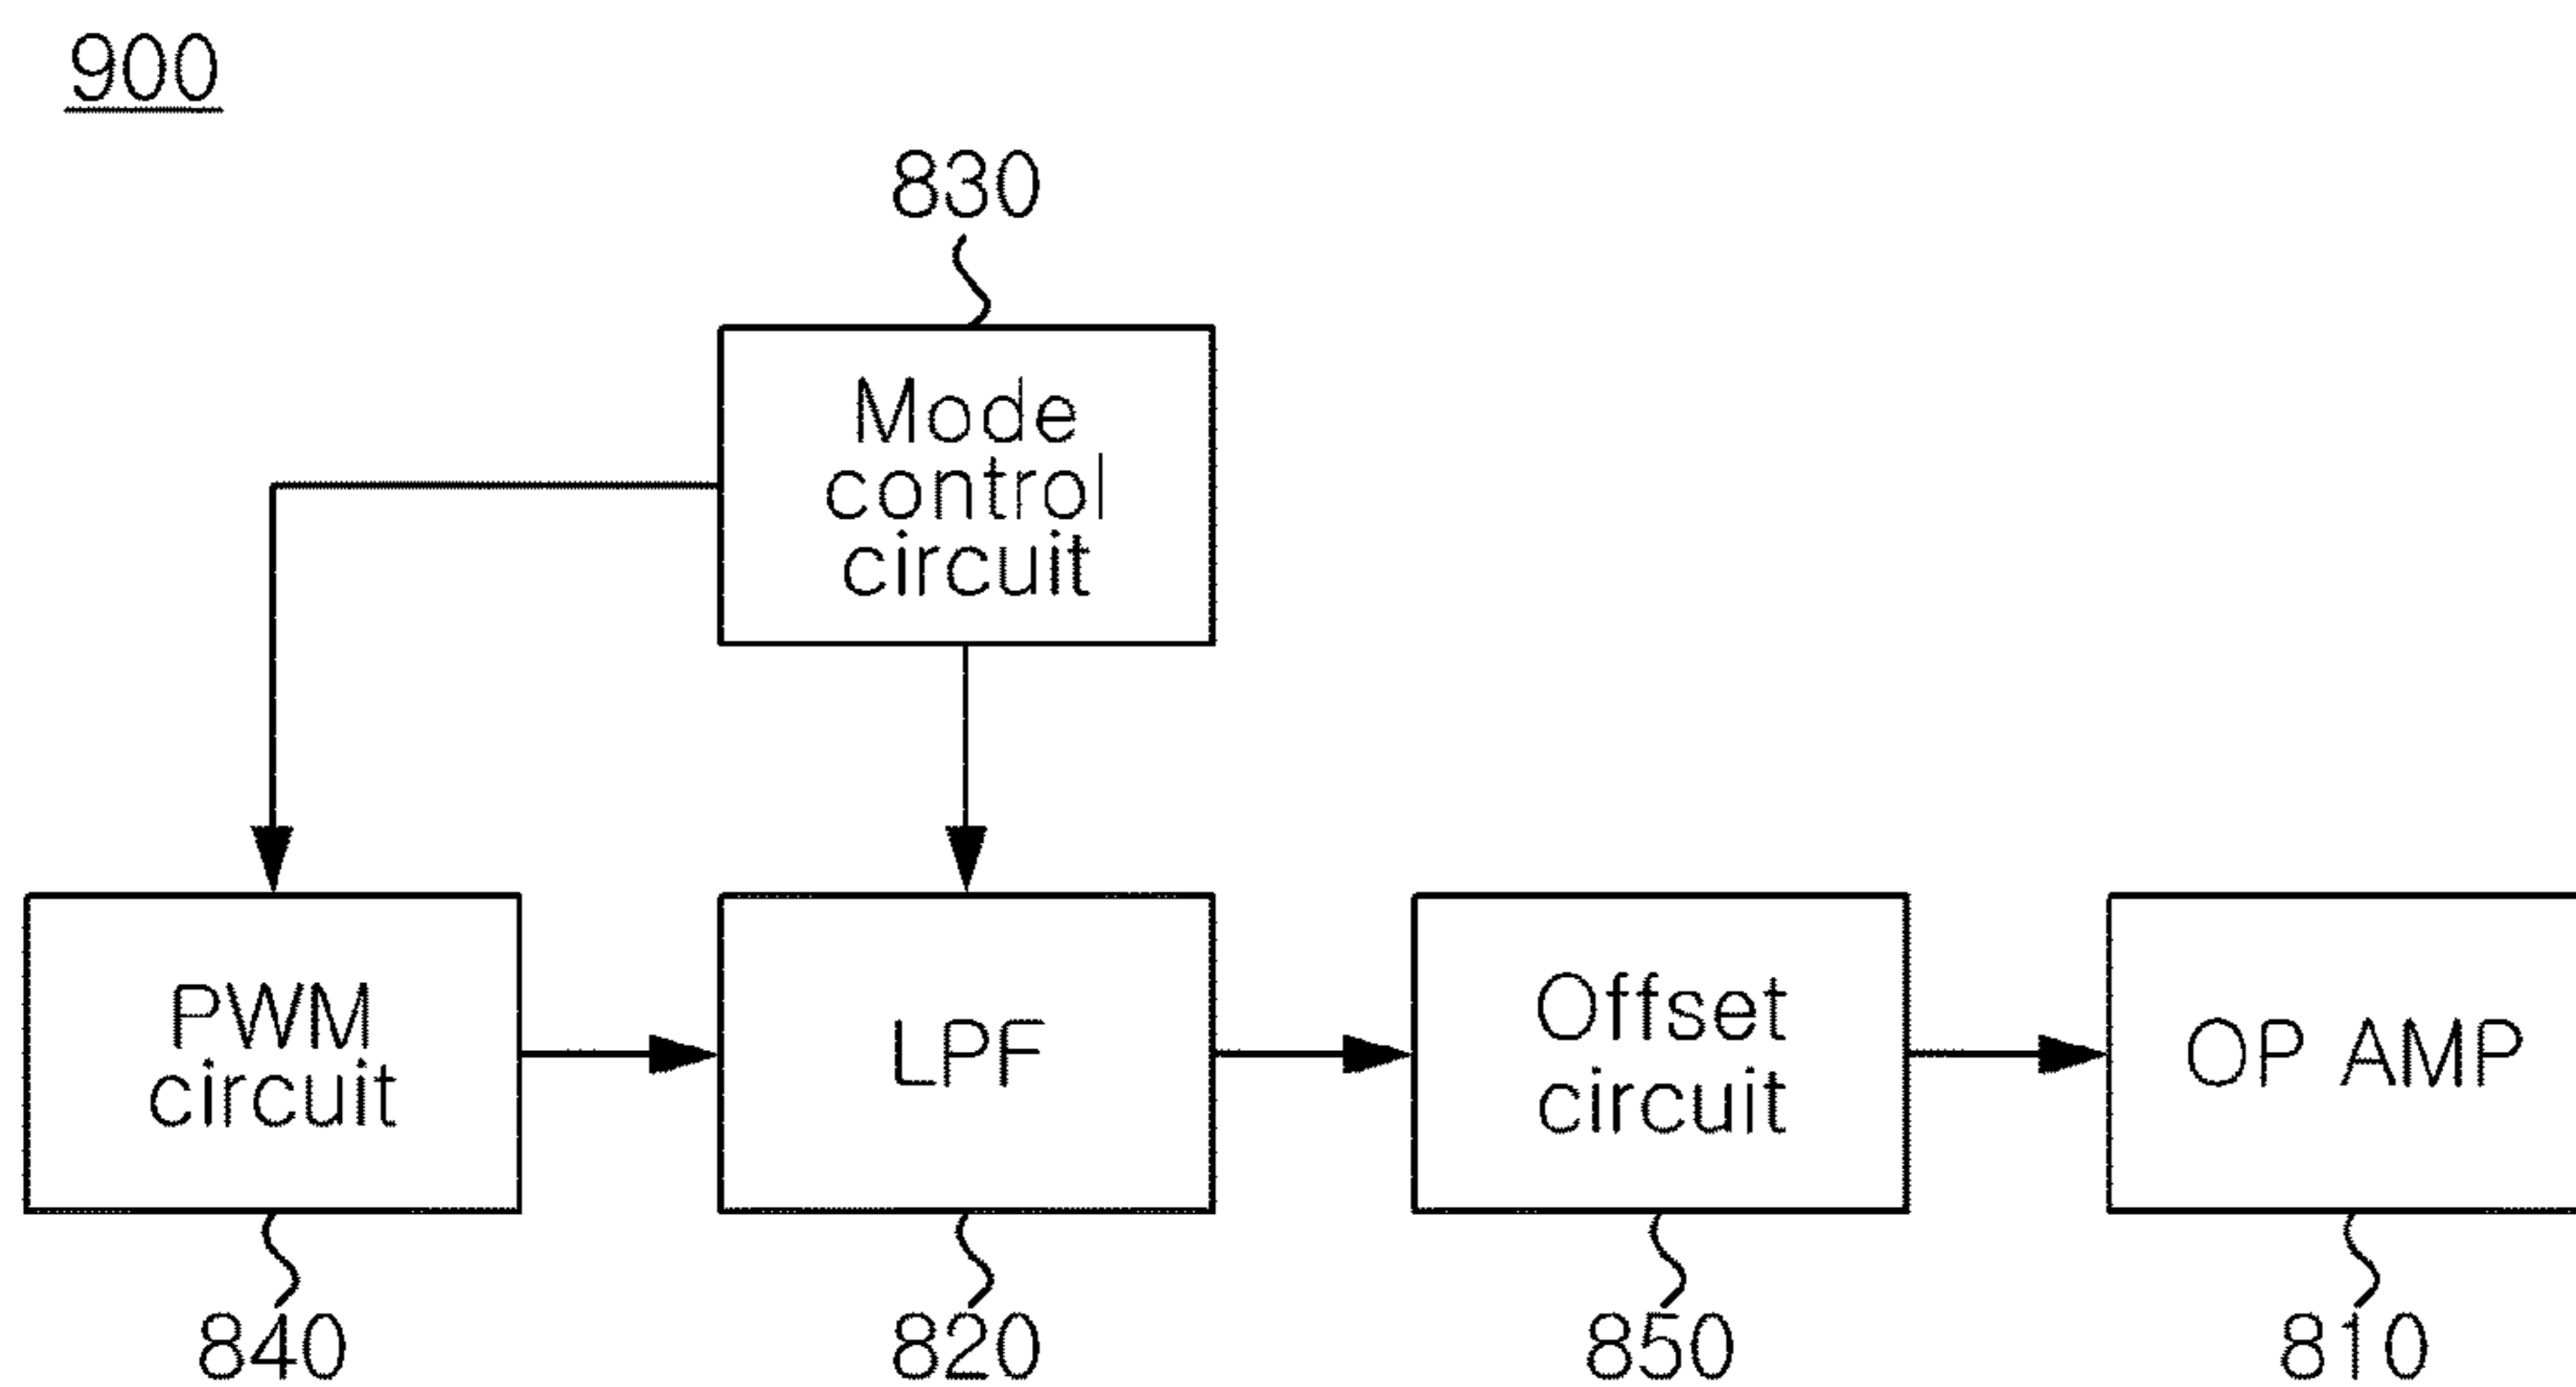 900
830
Mode
control
circuit
PWM
circuit
LPF
Offset
circuit
OP AMP
840
820
850
810